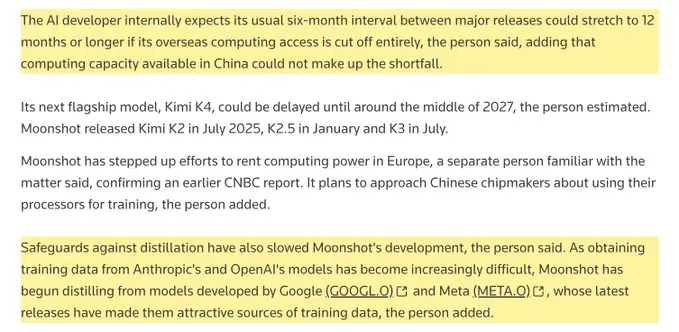 The AI developer internally expects its usual six-month interval between major releases could stretch to 12
months or longer if its overseas computing access is cut off entirely, the person said, adding that
computing capacity available in China could not make up the shortfall.
Its next flagship model, Kimi K4, could be delayed until around the middle of 2027, the person estimated.
Moonshot released Kimi K2 in July 2025, K2.5 in January and K3 in July.
Moonshot has stepped up efforts to rent computing power in Europe, a separate person familiar with the
matter said, confirming an earlier CNBC report. It plans to approach Chinese chipmakers about using their
processors for training, the person added.
Safeguards against distillation have also slowed Moonshot's development, the person said. As obtaining
training data from Anthropic's and OpenAI's models has become increasingly difficult, Moonshot has
begun distilling from models developed by Google (GOOGL.O) and Meta (META.O), whose latest
releases have made them attractive sources of training data, the person added.